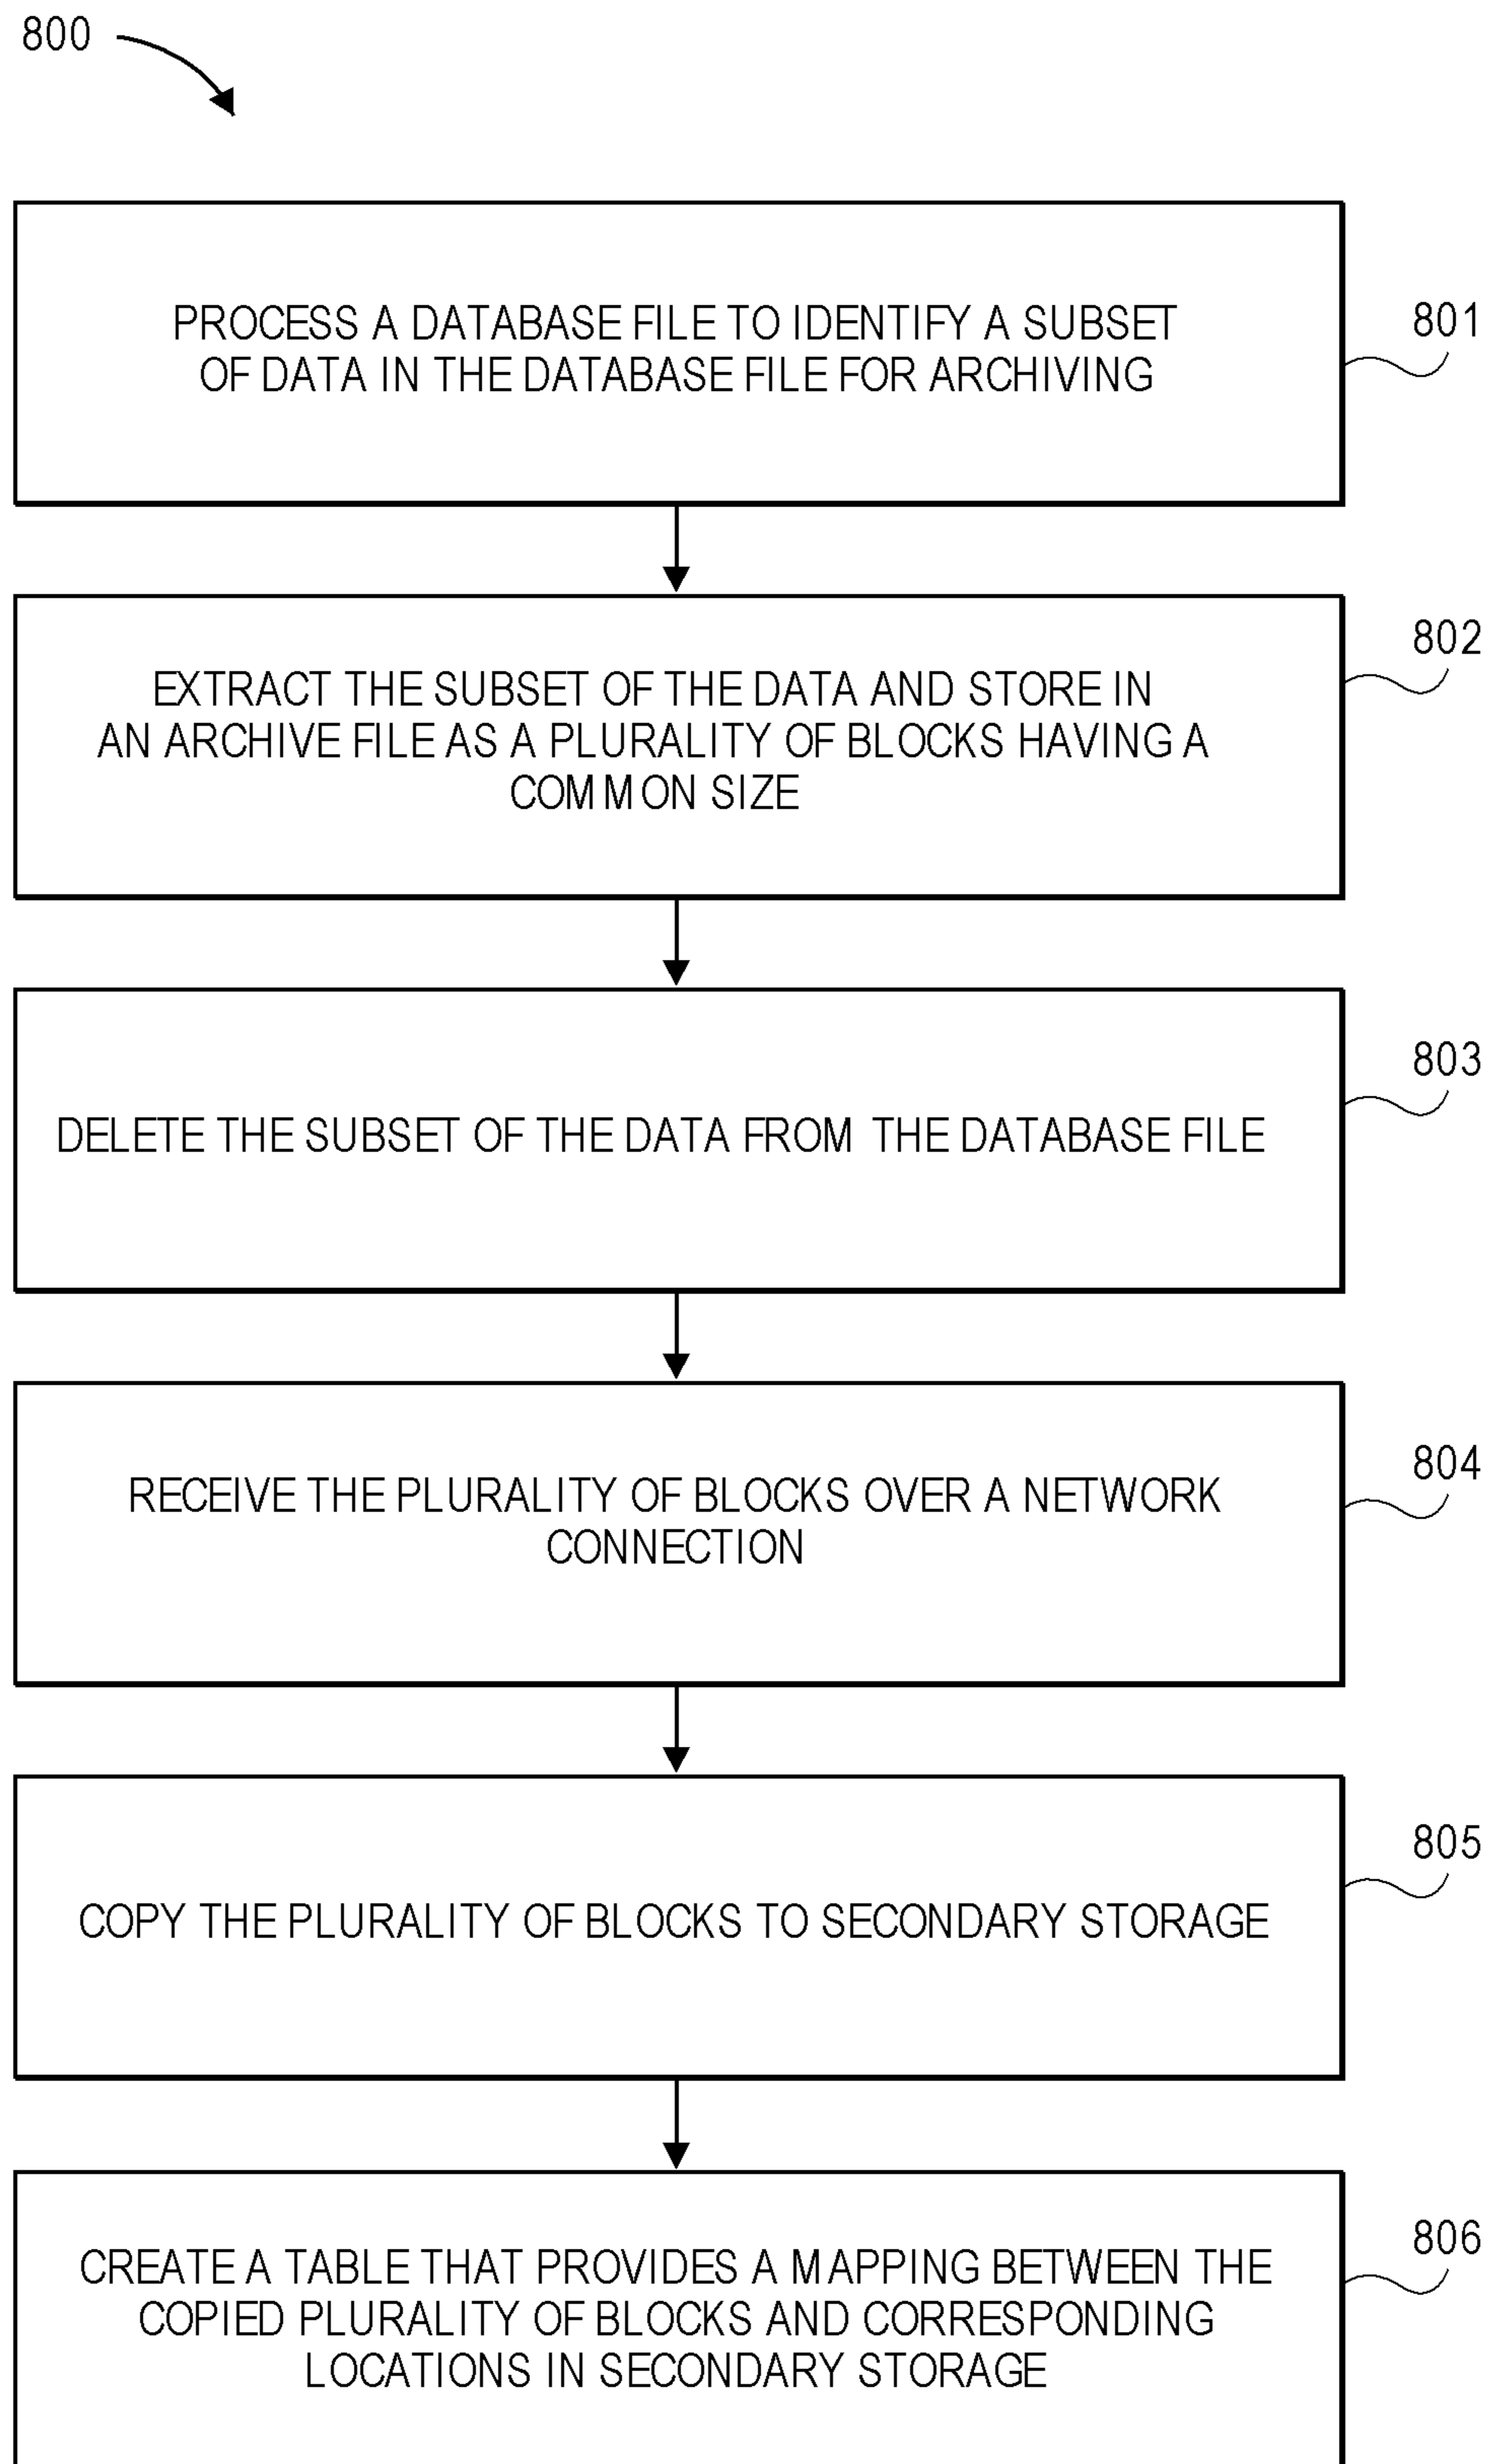 800
PROCESS A DATABASE FILE TO IDENTIFY A SUBSET
OF DATA IN THE DATABASE FILE FOR ARCHIVING
801
EXTRACT THE SUBSET OF THE DATA AND STORE IN
AN ARCHIVE FILE AS A PLURALITY OF BLOCKS HAVING A
COMMON SIZE
802
DELETE THE SUBSET OF THE DATA FROM THE DATABASE FILE
803
RECEIVE THE PLURALITY OF BLOCKS OVER A NETWORK
CONNECTION
804
COPY THE PLURALITY OF BLOCKS TO SECONDARY STORAGE
805
CREATE A TABLE THAT PROVIDES A MAPPING BETWEEN THE
COPIED PLURALITY OF BLOCKS AND CORRESPONDING
LOCATIONS IN SECONDARY STORAGE
806